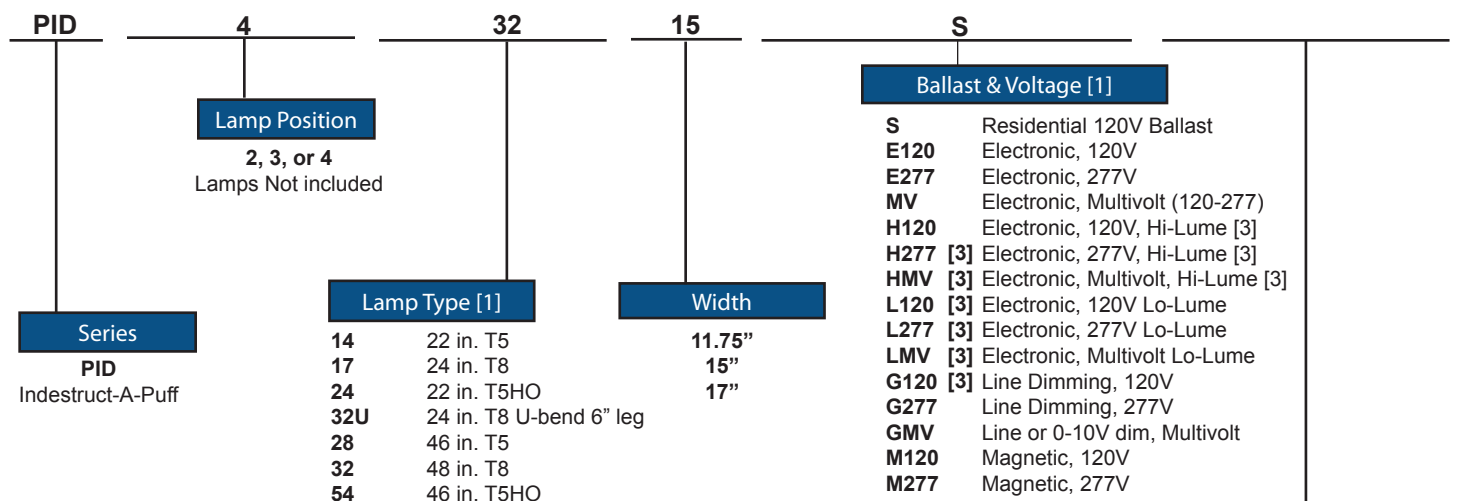 PID 4 32 15 S
Lamp Position
2, 3, or 4
Lamps Not included
Series
PID
Indestruct-A-Puff
Lamp Type [1]
14 22 in. T5
17 24 in. T8
24 22 in. T5HO
32U 24 in. T8 U-bend 6” leg
28 46 in. T5
32 48 in. T8
54 46 in. T5HO
Width
11.75”
15”
17”
Ballast & Voltage [1]
S Residential 120V Ballast
E120 Electronic, 120V
E277 Electronic, 277V
MV Electronic, Multivolt (120-277)
H120 Electronic, 120V, Hi-Lume [3]
H277 [3] Electronic, 277V, Hi-Lume [3]
HMV [3] Electronic, Multivolt, Hi-Lume [3]
L120 [3] Electronic, 120V Lo-Lume
L277 [3] Electronic, 277V Lo-Lume
LMV [3] Electronic, Multivolt Lo-Lume
G120 [3] Line Dimming, 120V
G277 Line Dimming, 277V
GMV Line or 0-10V dim, Multivolt
M120 Magnetic, 120V
M277 Magnetic, 277V